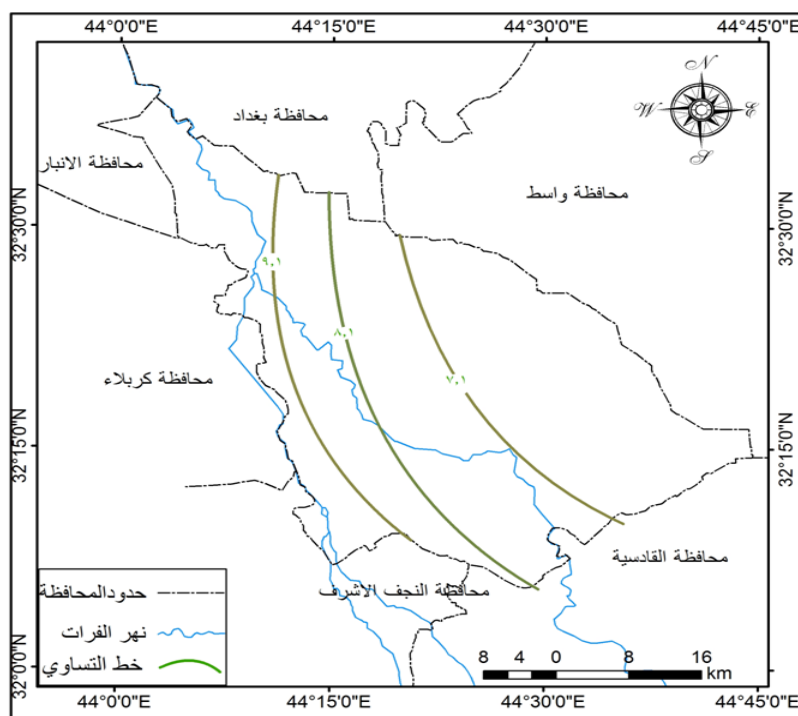 44°0'0"E 44°15'0"E 44°30'0"E 44°45'0"E
N
W E
S
محافظة بغداد
محافظة الانبار
محافظة واسط
32°30'0"N 32°30'0"N
٩.١
٨.١
محافظة كربلاء
٧.١
32°15'0"N 32°15'0"N
محافظة القادسية
محافظة النجف الاشرف
حدودالمحافظة
نهر الفرات
خط التساوي
32°0'0"N 32°0'0"N
8 4 0 8 16
km
44°0'0"E 44°15'0"E 44°30'0"E 44°45'0"E